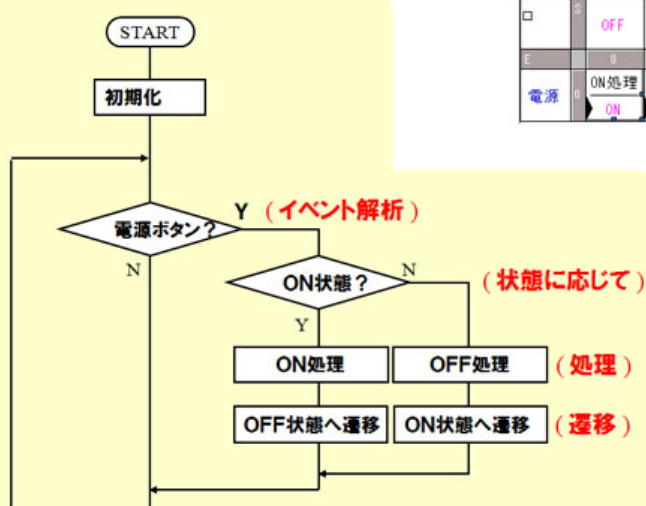 START
初期化
電源ボタン？
Y
(イベント解析)
N
ON状態？
N
(状態に応じて)
Y
ON処理
OFF処理
(処理)
OFF状態へ遷移
ON状態へ遷移
(遷移)
S
OFF
E
0
電源
0
ON処理
ON